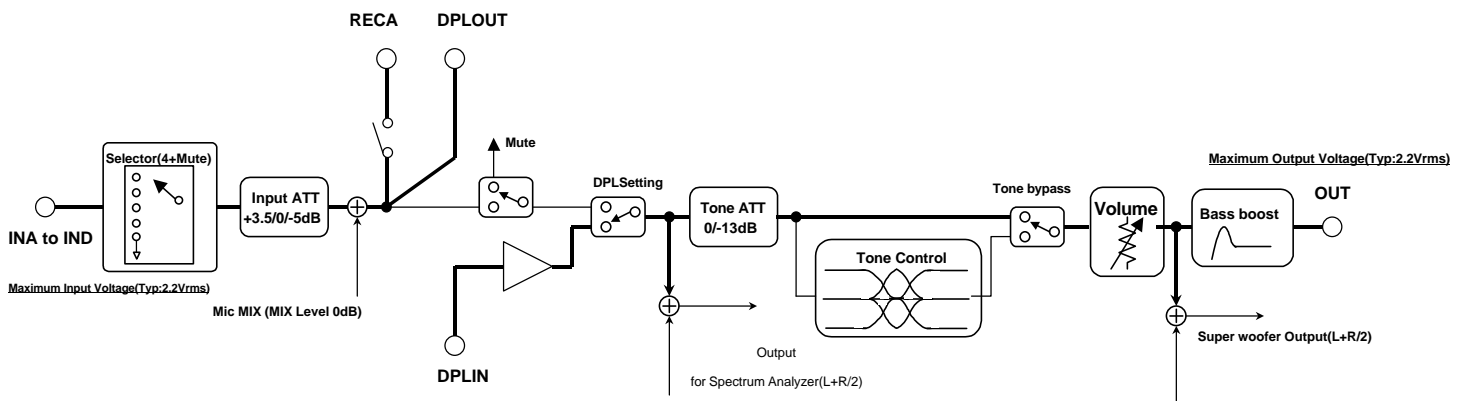 RECA
DPLOUT
Selector(4+Mute)
Input ATT
+3.5/0/-5dB
INA to IND
Maximum Input Voltage(Typ:2.2Vrms)
Mic MIX (MIX Level 0dB)
Mute
DPLSetting
DPLIN
Tone ATT
0/-13dB
Output
for Spectrum Analyzer(L+R/2)
Tone Control
Tone bypass
Volume
Maximum Output Voltage(Typ:2.2Vrms)
Bass boost
OUT
Super woofer Output(L+R/2)